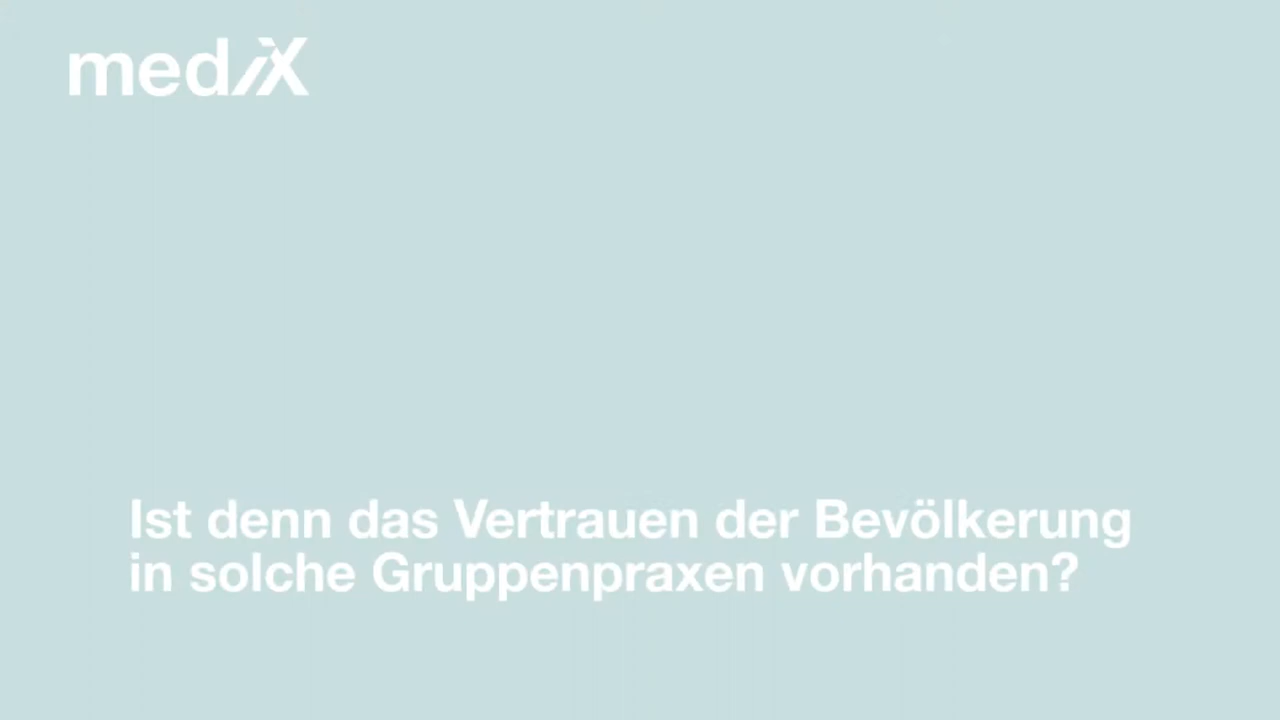 mediX
Ist denn das Vertrauen der Bevölkerung
in solche Gruppenpraxen vorhanden?